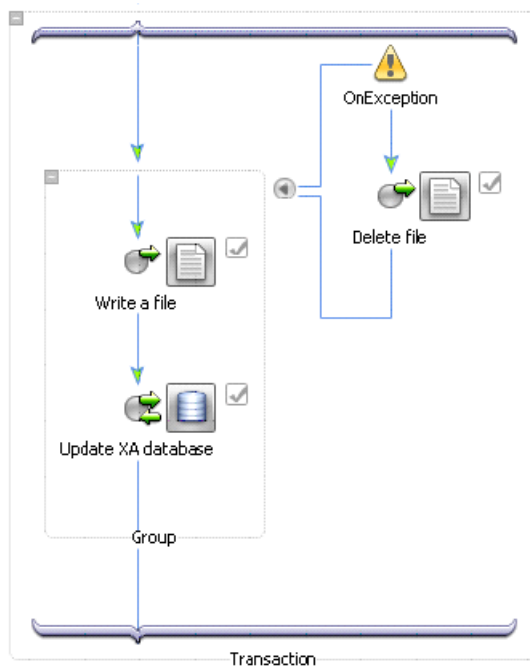 OnException
Delete file
Write a file
Update XA database
Group
Transaction